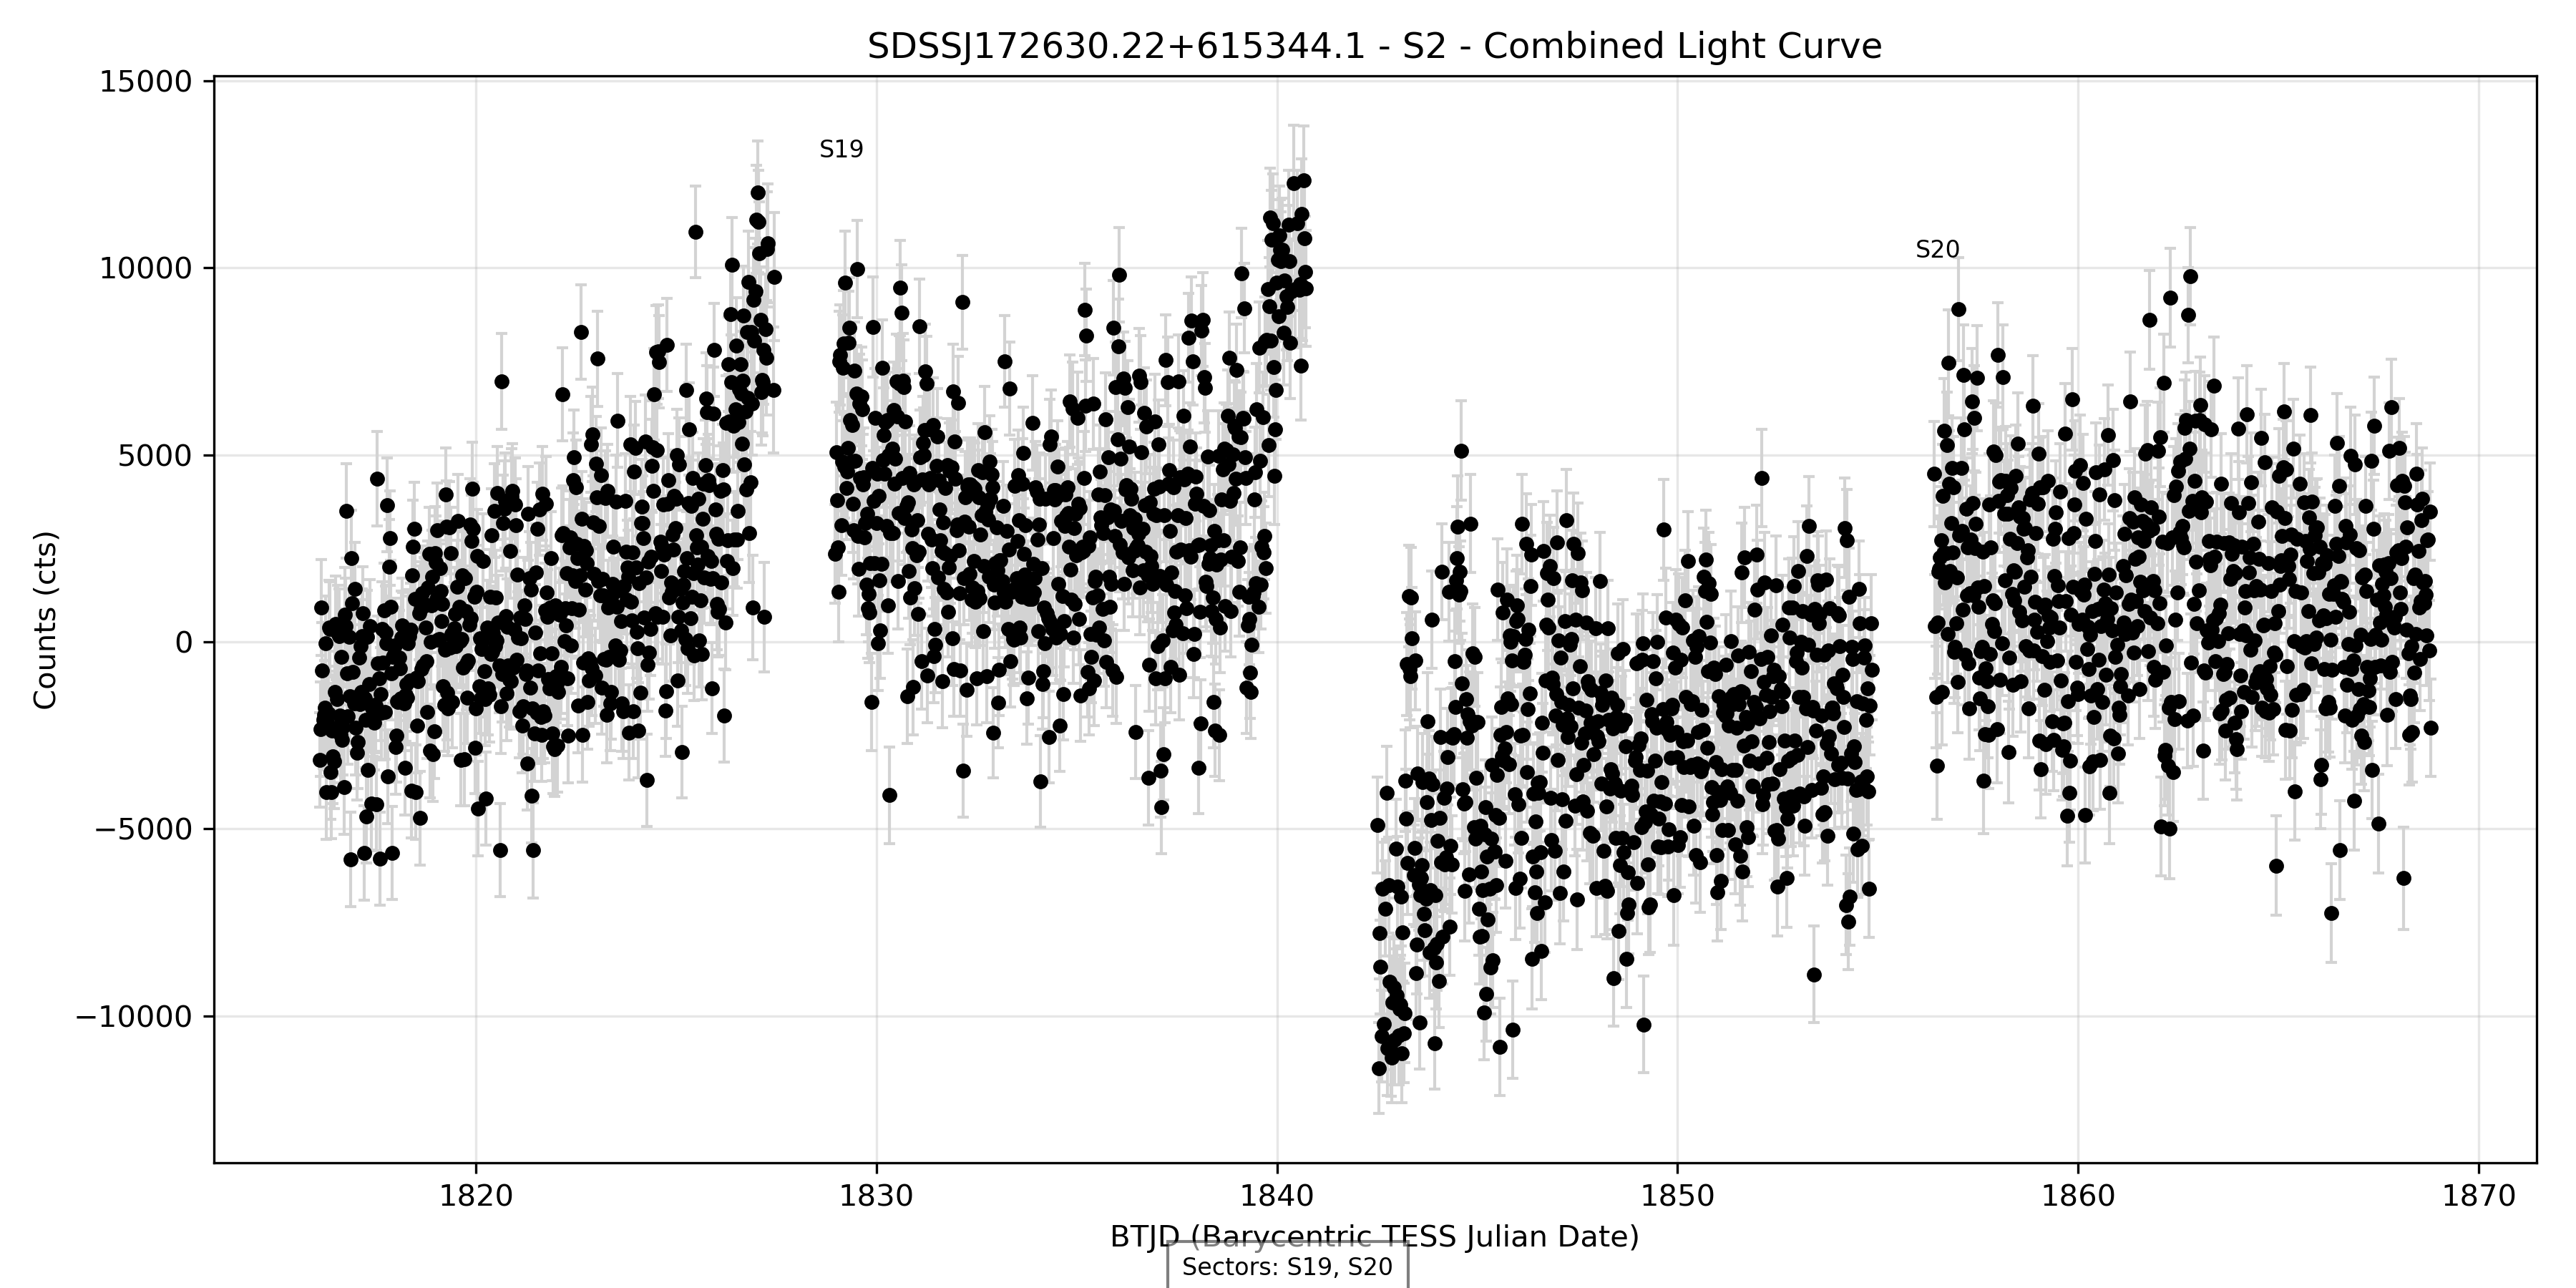 SDSSJ172630.22+615344.1 - S2 - Combined Light Curve
15000
10000
5000
0
−5000
−10000
Counts (cts)
S19
S20
1820
1830
1840
1850
1860
1870
BTJD (Barycentric TESS Julian Date)
Sectors: S19, S20